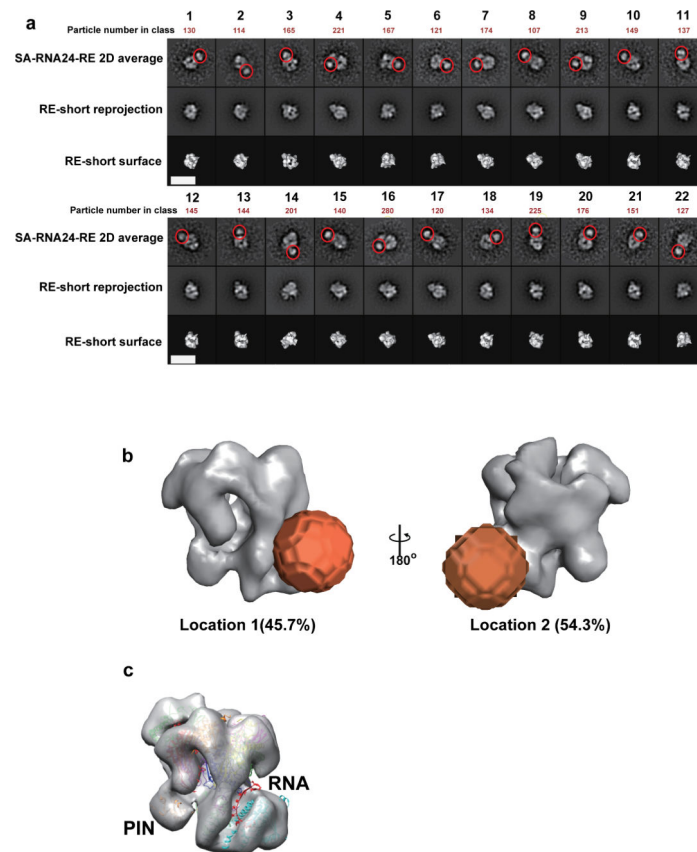 a
1 2 3 4 5 6 7 8 9 10 11
Particle number in class 130 114 165 221 167 121 174 107 213 149 137
SA-RNA24-RE 2D average
RE-short reprojection
RE-short surface
12 13 14 15 16 17 18 19 20 21 22
Particle number in class 145 144 201 140 280 120 134 225 176 151 127
SA-RNA24-RE 2D average
RE-short reprojection
RE-short surface
b
180°
Location 1(45.7%) Location 2 (54.3%)
c
RNA
PIN